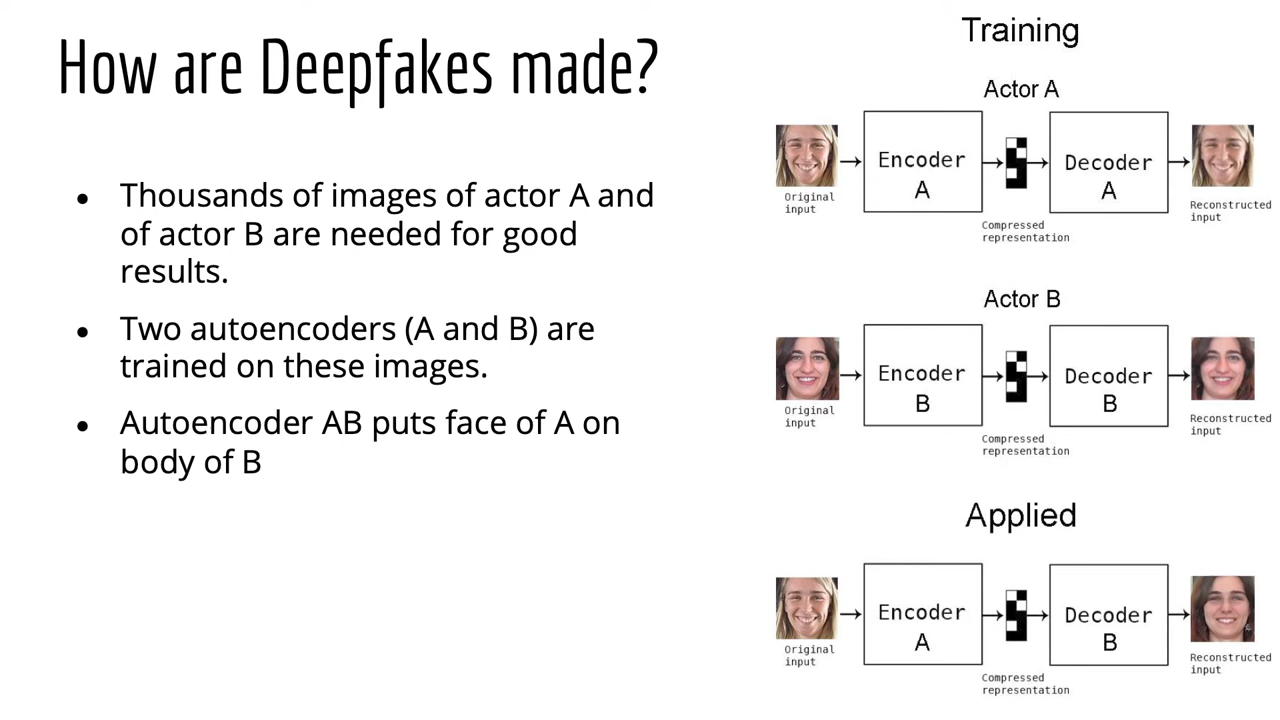 How are Deepfakes made?
● Thousands of images of actor A and
of actor B are needed for good
results.
● Two autoencoders (A and B) are
trained on these images.
● Autoencoder AB puts face of A on
body of B
Training
Actor A
Encoder
A
Decoder
A
Original
input
Compressed
representation
Reconstructed
input
Actor B
Encoder
B
Decoder
B
Original
input
Compressed
representation
Reconstructed
input
Applied
Encoder
A
Decoder
B
Original
input
Compressed
representation
Reconstructed
input